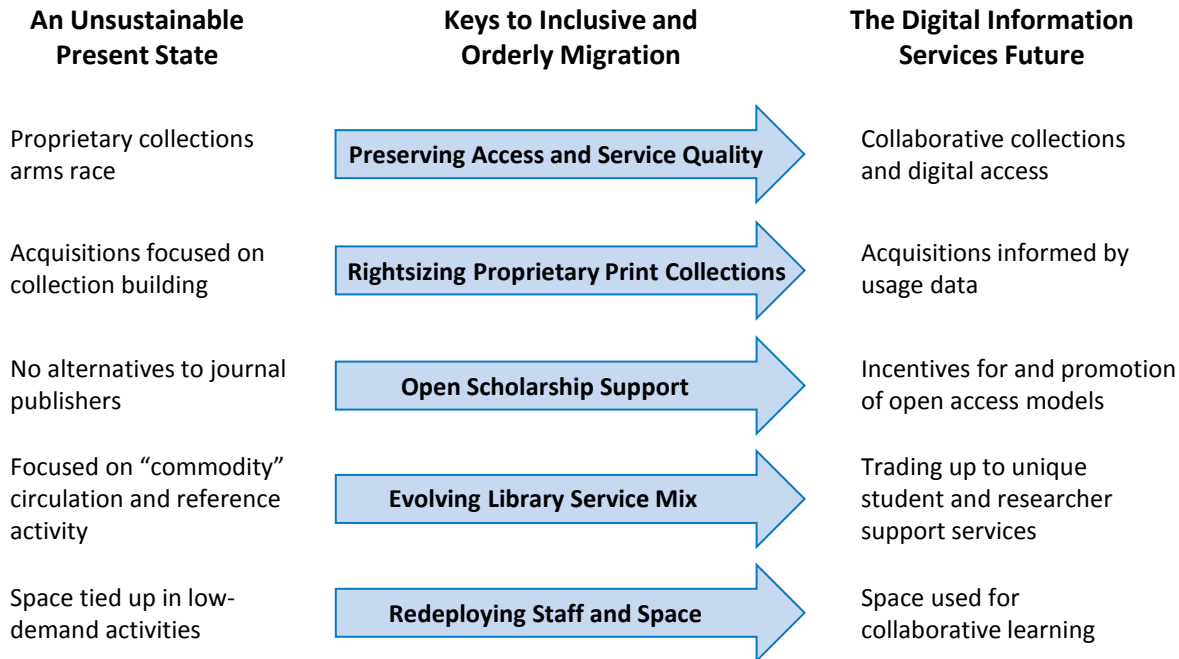 An Unsustainable
Present State
Keys to Inclusive and
Orderly Migration
The Digital Information
Services Future
Proprietary collections
arms race
Preserving Access and Service Quality
Collaborative collections
and digital access
Acquisitions focused on
collection building
Rightsizing Proprietary Print Collections
Acquisitions informed by
usage data
No alternatives to journal
publishers
Open Scholarship Support
Incentives for and promotion
of open access models
Focused on “commodity”
circulation and reference
activity
Evolving Library Service Mix
Trading up to unique
student and researcher
support services
Space tied up in low-
demand activities
Redeploying Staff and Space
Space used for
collaborative learning